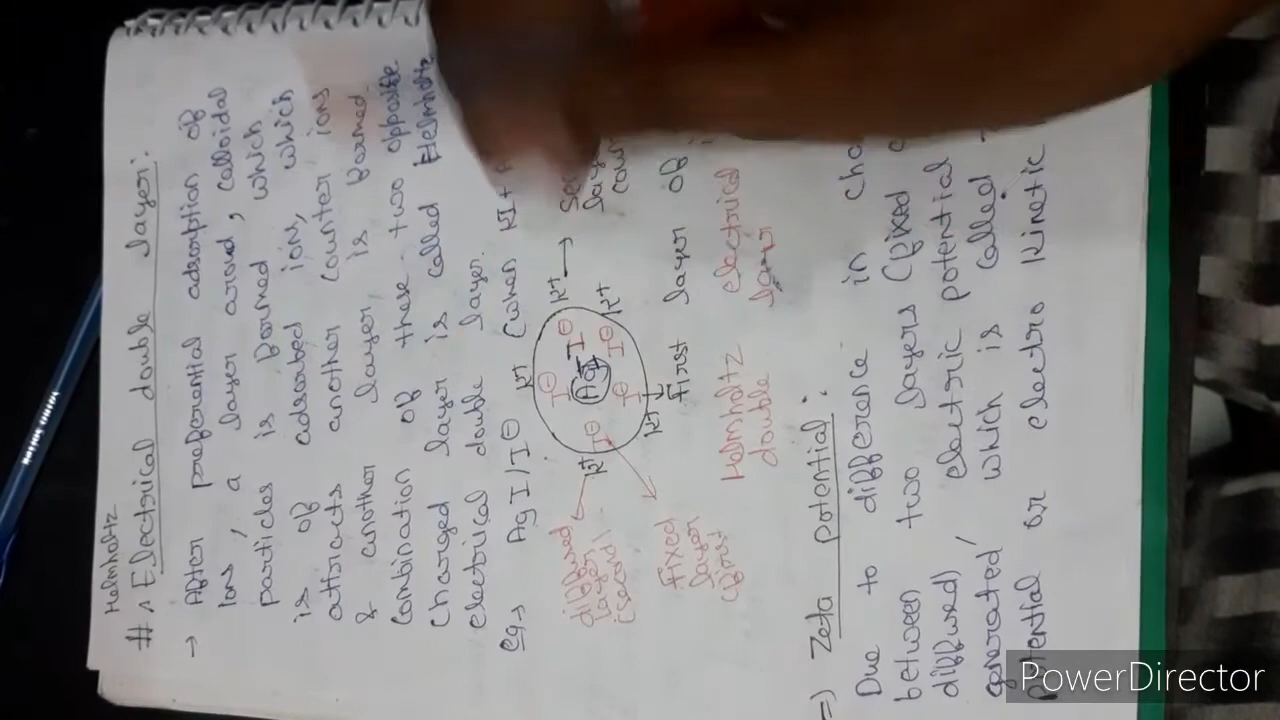 Helmholtz
#, Electrical double layer:
→ After preferential adsorption of
Ions, a layer around, colloidal
particles is formed which
is of adsorbed ion, which
attracts another counter ions
& another layer, is formed.
Combination of these two opposite
Charged layer is called Helmholtz
electrical double layer.
eg→ AgI/I⊖ (when KI+
K+ K+ →
diffused
layer
(second)
K+ I⊖ I⊖ AgI I⊖ I⊖ I⊖ K+
K+
Fixed
layer
(first)
First layer of
Helmholtz electrical
double layer
⇒ Zeta potential:
Due to difference in
between two layers (fixed
diffused) electric potential
generated/ which is called
potential or electro kinetic
PowerDirector